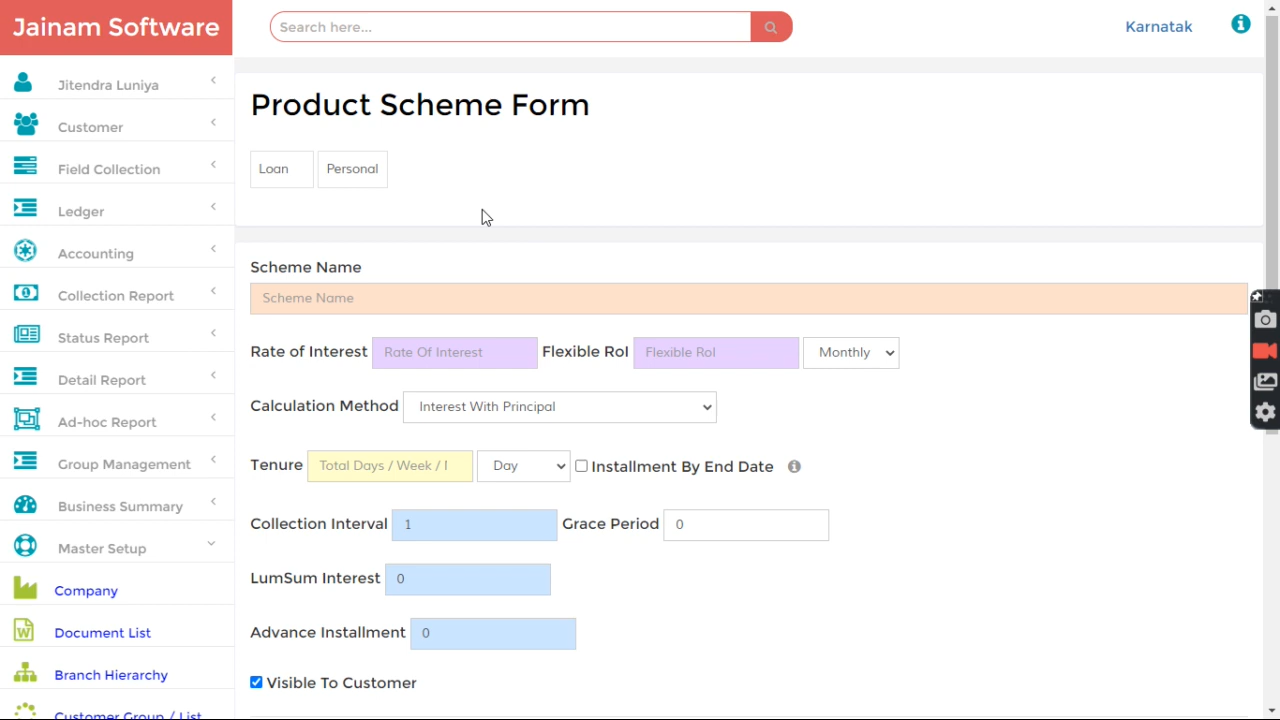 Jainam Software
Search here...
Karnatak
Jitendra Luniya
Customer
Field Collection
Ledger
Accounting
Collection Report
Status Report
Detail Report
Ad-hoc Report
Group Management
Business Summary
Master Setup
Company
Document List
Branch Hierarchy
Customer Group / List
Product Scheme Form
Loan Personal
Scheme Name
Scheme Name
Rate of Interest Rate Of Interest Flexible RoI Flexible RoI Monthly
Calculation Method Interest With Principal
Tenure Total Days / Week / Day Installment By End Date
Collection Interval 1 Grace Period 0
LumSum Interest 0
Advance Installment 0
Visible To Customer